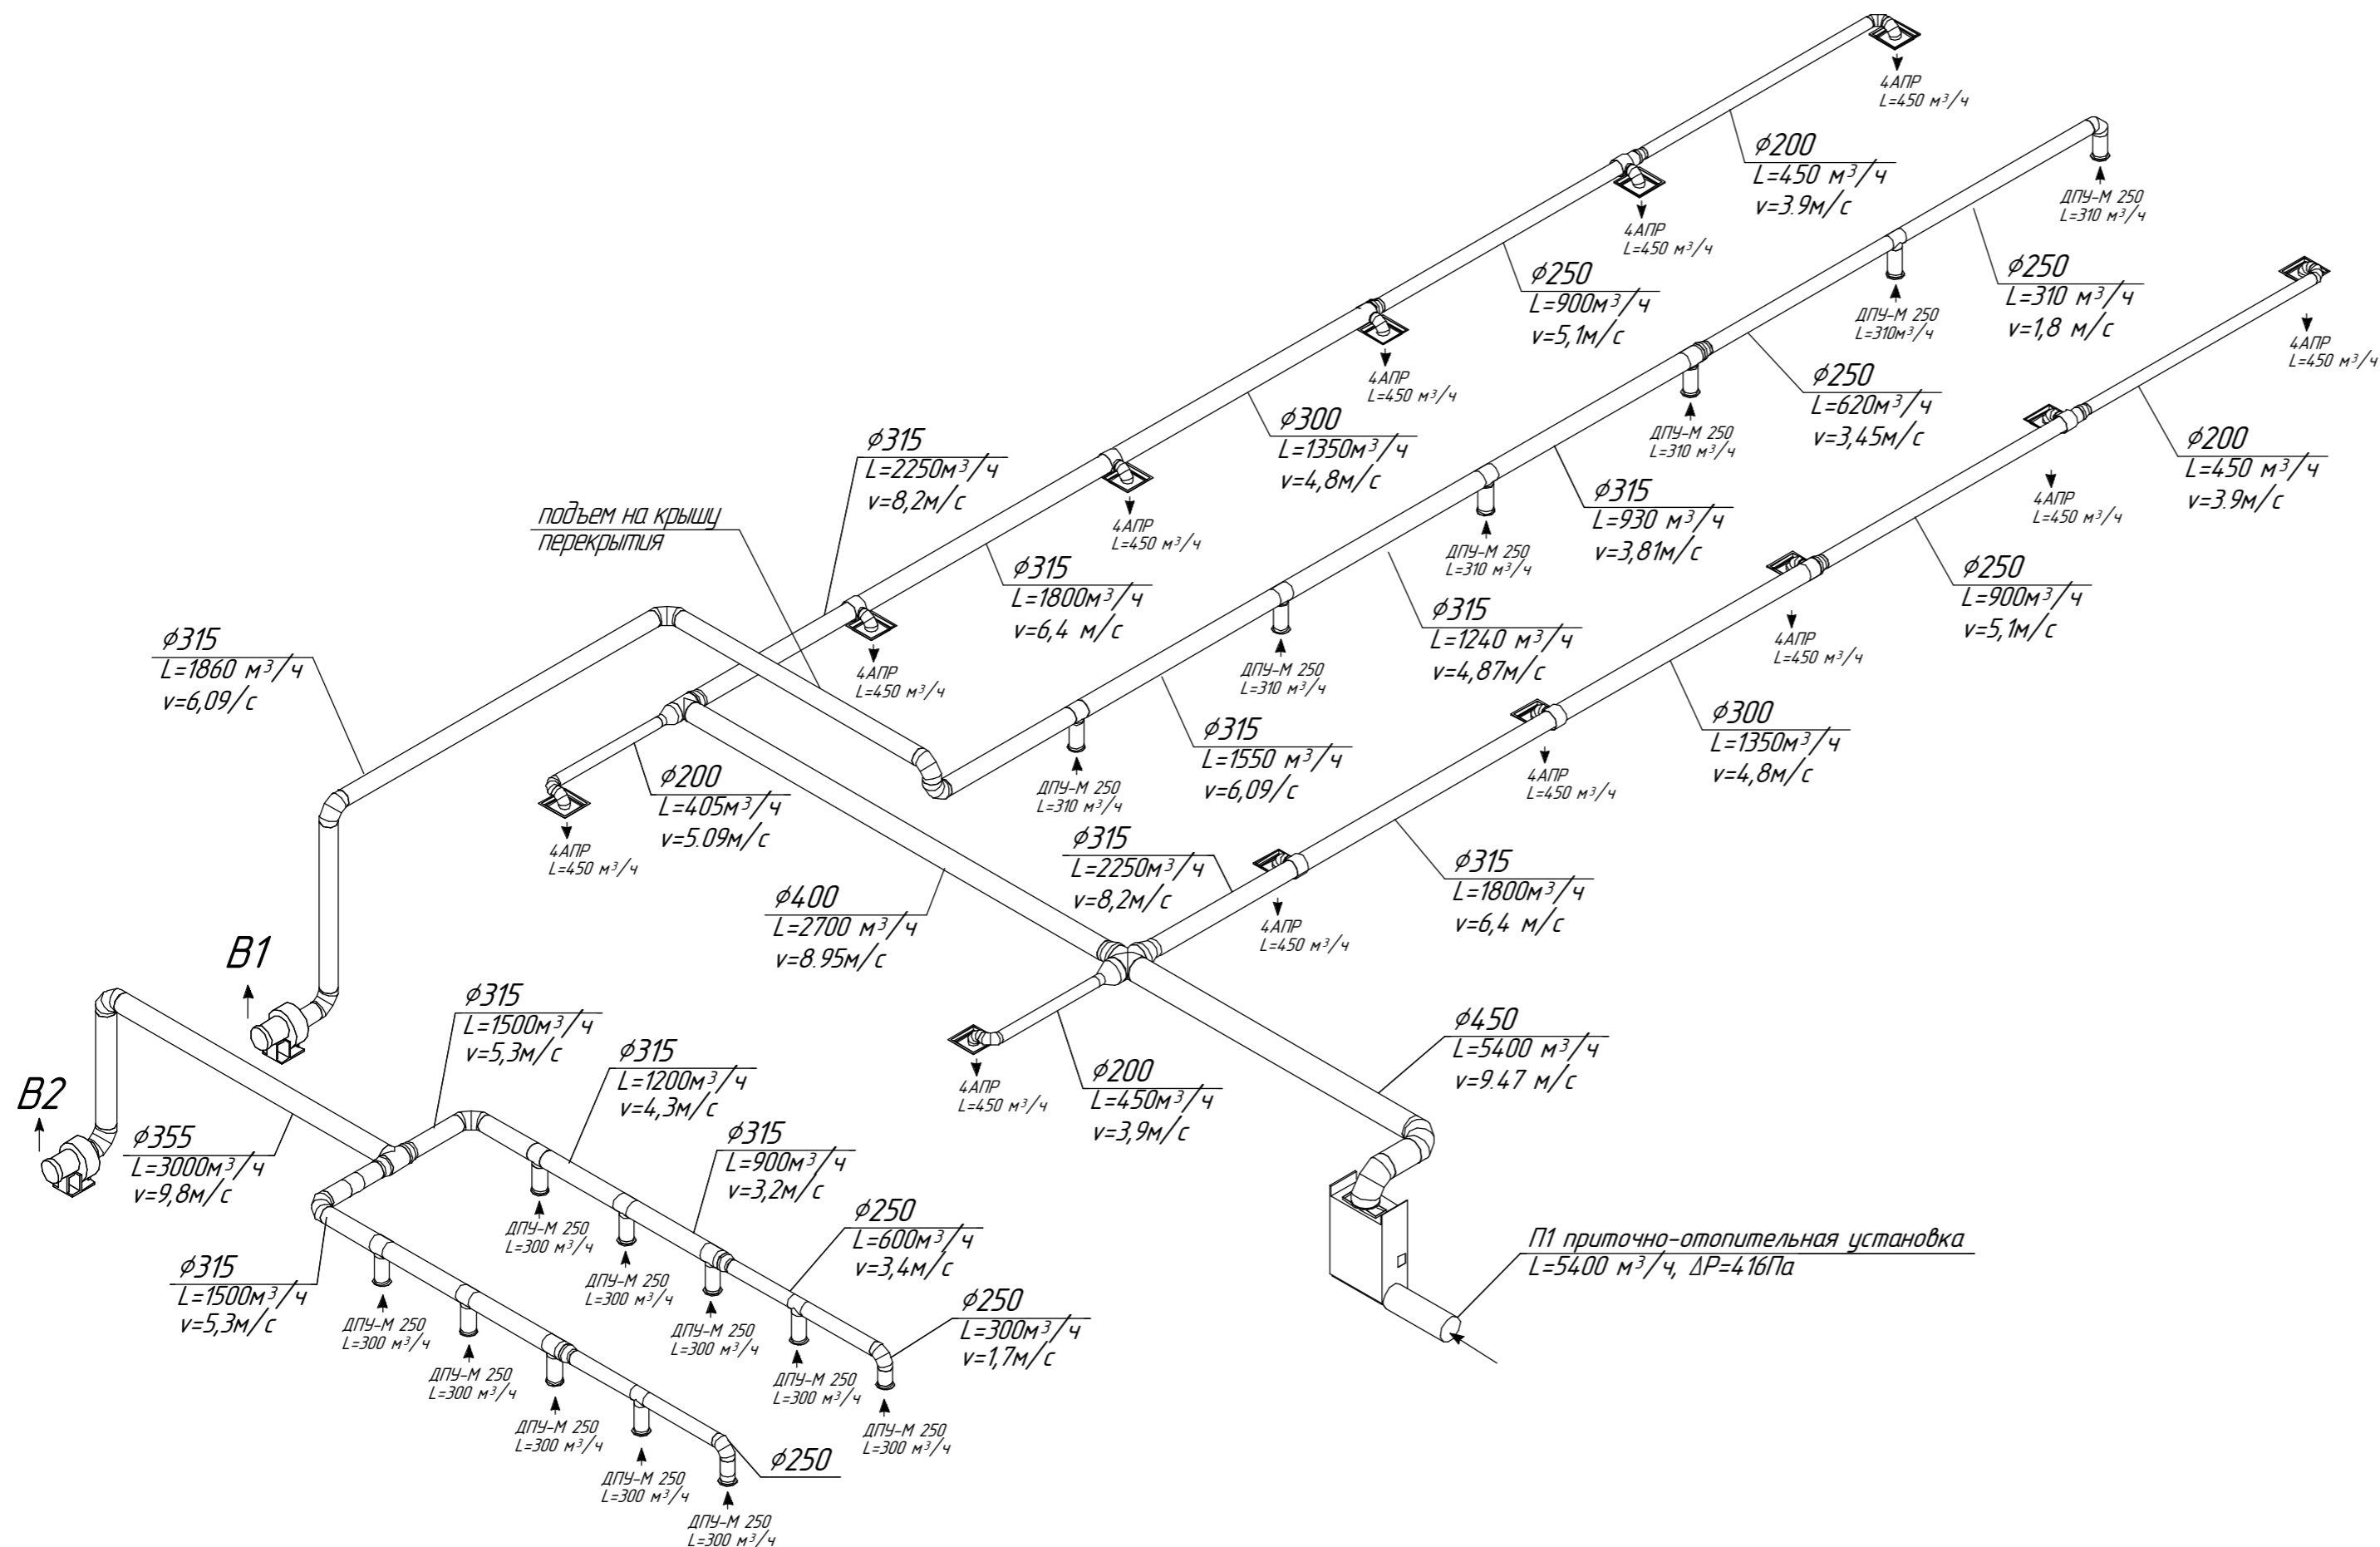 4АПР
L=450 м³/ч
ϕ200
L=450 м³/ч
v=3.9м/с
ДПУ-М 250
L=310 м³/ч
4АПР
L=450 м³/ч
ϕ250
L=900м³/ч
v=5,1м/с
ϕ250
L=310 м³/ч
v=1,8 м/с
ДПУ-М 250
L=310м³/ч
4АПР
L=450 м³/ч
4АПР
L=450 м³/ч
ϕ250
L=620м³/ч
v=3,45м/с
ϕ300
L=1350м³/ч
v=4,8м/с
ДПУ-М 250
L=310 м³/ч
ϕ200
L=450 м³/ч
v=3.9м/с
ϕ315
L=2250м³/ч
v=8,2м/с
4АПР
L=450 м³/ч
ϕ315
L=930 м³/ч
v=3,81м/с
4АПР
L=450 м³/ч
подъем на крышу
перекрытия
ДПУ-М 250
L=310 м³/ч
ϕ315
L=1800м³/ч
v=6,4 м/с
ϕ250
L=900м³/ч
v=5,1м/с
ϕ315
L=1240 м³/ч
v=4,87м/с
ϕ315
L=1860 м³/ч
v=6,09/с
4АПР
L=450 м³/ч
ДПУ-М 250
L=310 м³/ч
4АПР
L=450 м³/ч
ϕ300
L=1350м³/ч
v=4,8м/с
ϕ315
L=1550 м³/ч
v=6,09/с
ϕ200
L=405м³/ч
v=5.09м/с
ДПУ-М 250
L=310 м³/ч
4АПР
L=450 м³/ч
4АПР
L=450 м³/ч
ϕ315
L=2250м³/ч
v=8,2м/с
ϕ315
L=1800м³/ч
v=6,4 м/с
ϕ400
L=2700 м³/ч
v=8.95м/с
4АПР
L=450 м³/ч
В1
ϕ315
L=1500м³/ч
v=5,3м/с
ϕ450
L=5400 м³/ч
v=9.47 м/с
ϕ315
L=1200м³/ч
v=4,3м/с
4АПР
L=450 м³/ч
ϕ200
L=450м³/ч
v=3,9м/с
В2
ϕ355
L=3000м³/ч
v=9,8м/с
ϕ315
L=900м³/ч
v=3,2м/с
ДПУ-М 250
L=300 м³/ч
ϕ250
L=600м³/ч
v=3,4м/с
П1 приточно-отопительная установка
L=5400 м³/ч, ΔP=416Па
ϕ315
L=1500м³/ч
v=5,3м/с
ДПУ-М 250
L=300 м³/ч
ϕ250
L=300м³/ч
v=1,7м/с
ДПУ-М 250
L=300 м³/ч
ДПУ-М 250
L=300 м³/ч
ДПУ-М 250
L=300 м³/ч
ДПУ-М 250
L=300 м³/ч
ДПУ-М 250
L=300 м³/ч
ДПУ-М 250
L=300 м³/ч
ϕ250
ДПУ-М 250
L=300 м³/ч
ДПУ-М 250
L=300 м³/ч